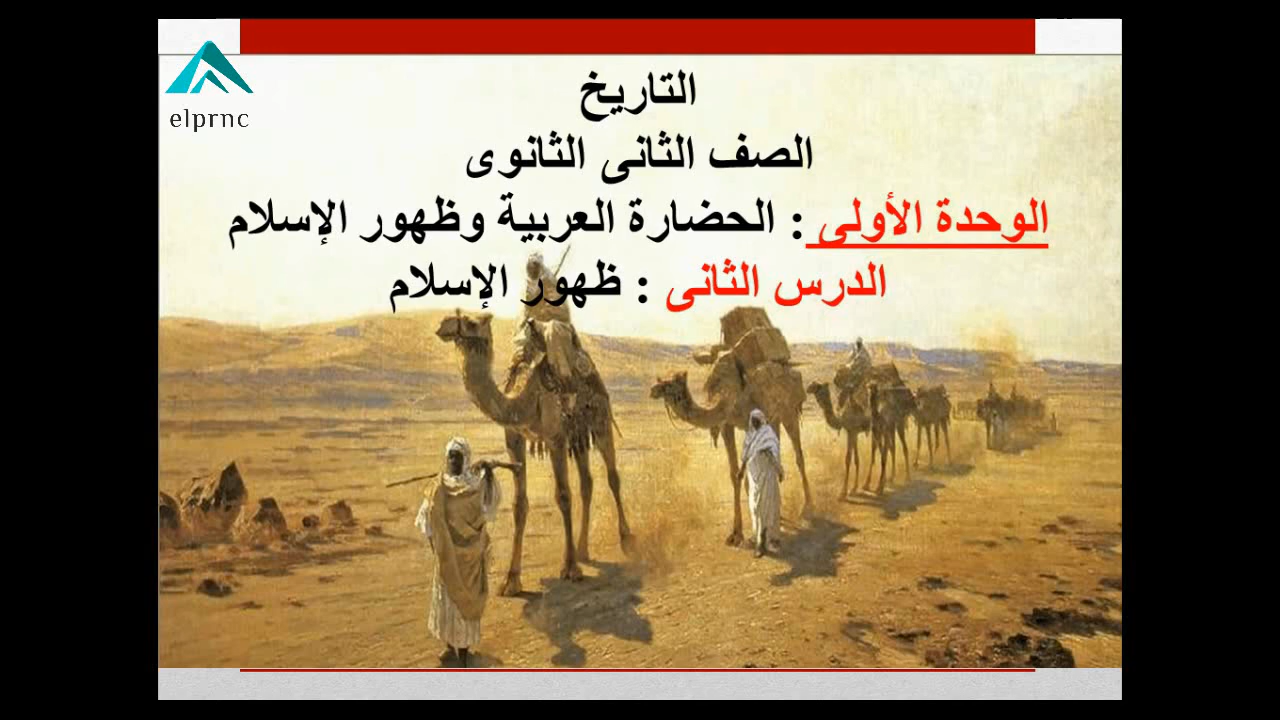 elprnc
التاريخ
الصف الثانى الثانوى
الوحدة الأولى : الحضارة العربية وظهور الإسلام
الدرس الثانى : ظهور الإسلام